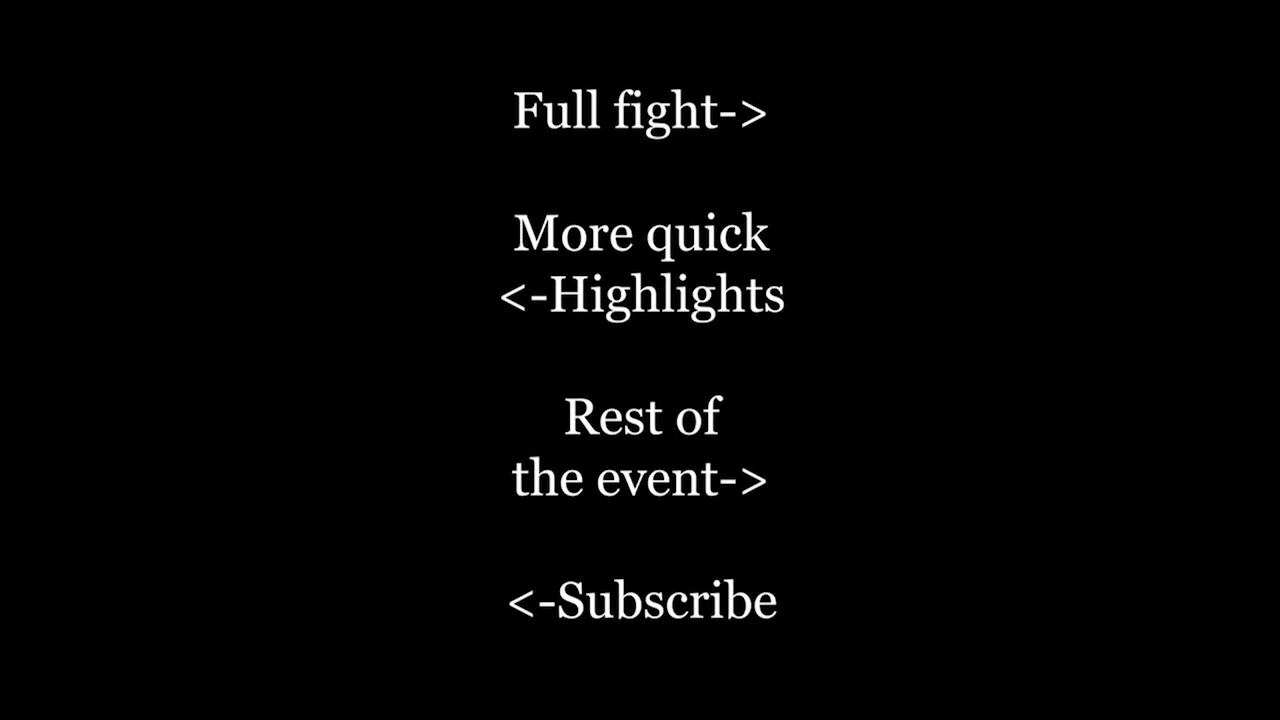 Full fight->
More quick
<-Highlights
Rest of
the event->
<-Subscribe